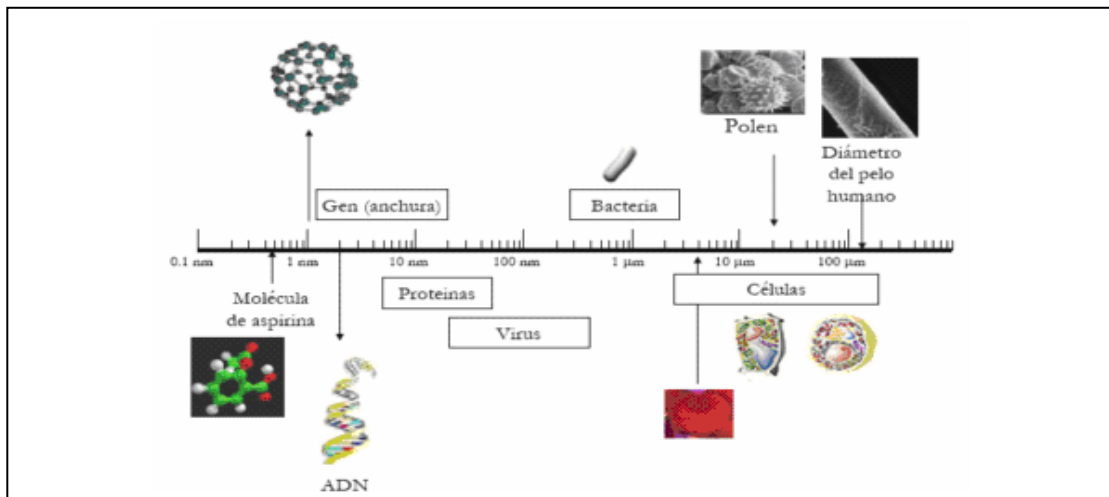 Polen
Diámetro
del pelo
humano
Gen (anchura)
Bacteria
0.1 nm
1 nm
10 nm
100 nm
1 µm
10 µm
100 µm
Molécula
de aspirina
Proteinas
Células
Virus
ADN